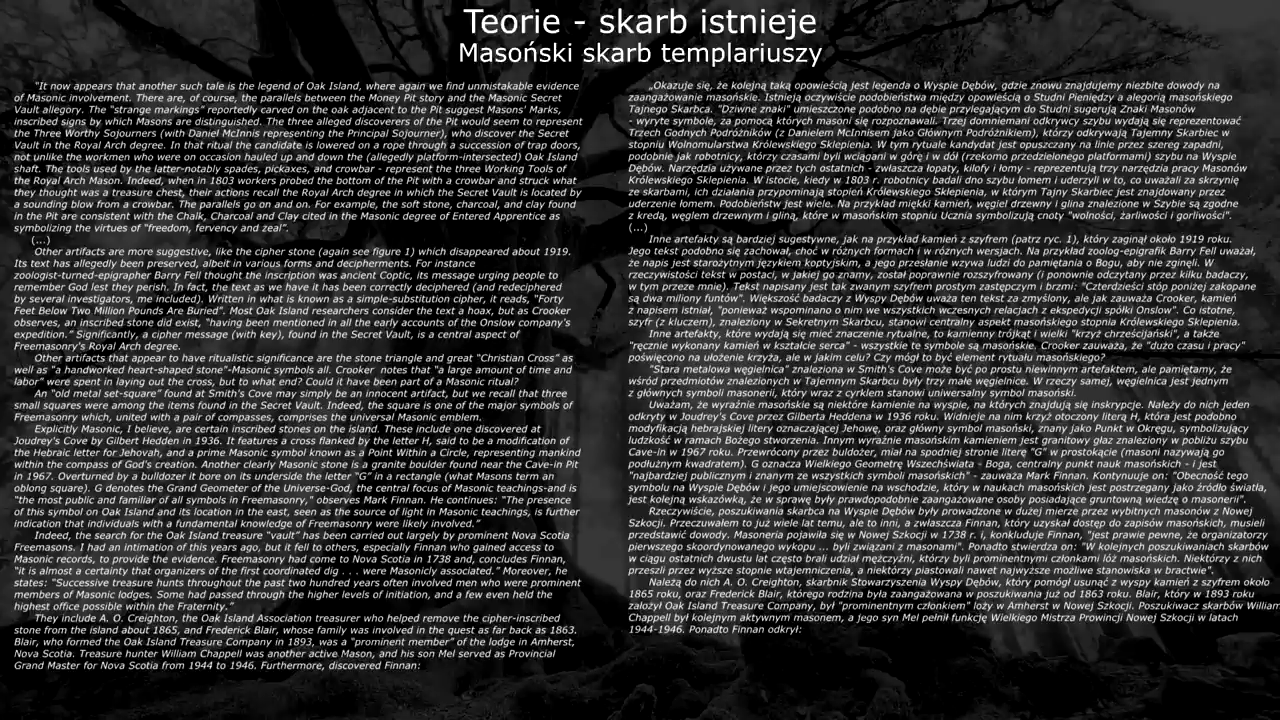 Teorie - skarb istnieje
Masoński skarb templariuszy
"It now appears that another such tale is the legend of Oak Island, where again we find unmistakable evidence
of Masonic involvement. There are, of course, the parallels between the Money Pit story and the Masonic Secret
Vault allegory. The "strange markings" reportedly carved on the oak adjacent to the Pit suggest Masons' Marks,
inscribed signs by which Masons are distinguished. The three alleged discoverers of the Pit would seem to represent
the Three Worthy Sojourners (with Daniel McInnis representing the Principal Sojourner), who discover the Secret
Vault in the Royal Arch degree. In that ritual the candidate is lowered on a rope through a succession of trap doors,
not unlike the workmen who were on occasion hauled up and down the (allegedly platform-intersected) Oak Island
shaft. The tools used by the latter-notably spades, pickaxes, and crowbar - represent the three Working Tools of
the Royal Arch Mason. Indeed, when in 1803 workers probed the bottom of the Pit with a crowbar and struck what
they thought was a treasure chest, their actions recall the Royal Arch degree in which the Secret Vault is located by
a sounding blow from a crowbar. The parallels go on and on. For example, the soft stone, charcoal, and clay found
in the Pit are consistent with the Chalk, Charcoal and Clay cited in the Masonic degree of Entered Apprentice as
symbolizing the virtues of "freedom, fervency and zeal".
(...)
Other artifacts are more suggestive, like the cipher stone (again see figure 1) which disappeared about 1919.
Its text has allegedly been preserved, albeit in various forms and decipherments. For instance
zoologist-turned-epigrapher Barry Fell thought the inscription was ancient Coptic, its message urging people to
remember God lest they perish. In fact, the text as we have it has been correctly deciphered (and redeciphered
by several investigators, me included). Written in what is known as a simple-substitution cipher, it reads, "Forty
Feet Below Two Million Pounds Are Buried". Most Oak Island researchers consider the text a hoax, but as Crooker
observes, an inscribed stone did exist, "having been mentioned in all the early accounts of the Onslow company's
expedition." Significantly, a cipher message (with key), found in the Secret Vault, is a central aspect of
Freemasonry's Royal Arch degree.
Other artifacts that appear to have ritualistic significance are the stone triangle and great "Christian Cross" as
well as "a handworked heart-shaped stone"-Masonic symbols all. Crooker notes that "a large amount of time and
labor" were spent in laying out the cross, but to what end? Could it have been part of a Masonic ritual?
An "old metal set-square" found at Smith's Cove may simply be an innocent artifact, but we recall that three
small squares were among the items found in the Secret Vault. Indeed, the square is one of the major symbols of
Freemasonry which, united with a pair of compasses, comprises the universal Masonic emblem.
Explicitly Masonic, I believe, are certain inscribed stones on the island. These include one discovered at
Joudrey's Cove by Gilbert Hedden in 1936. It features a cross flanked by the letter H, said to be a modification of
the Hebraic letter for Jehovah, and a prime Masonic symbol known as a Point Within a Circle, representing mankind
within the compass of God's creation. Another clearly Masonic stone is a granite boulder found near the Cave-in Pit
in 1967. Overturned by a bulldozer it bore on its underside the letter "G" in a rectangle (what Masons term an
oblong square). G denotes the Grand Geometer of the Universe-God, the central focus of Masonic teachings-and is
"the most public and familiar of all symbols in Freemasonry," observes Mark Finnan. He continues: "The presence
of this symbol on Oak Island and its location in the east, seen as the source of light in Masonic teachings, is further
indication that individuals with a fundamental knowledge of Freemasonry were likely involved."
Indeed, the search for the Oak Island treasure "vault" has been carried out largely by prominent Nova Scotia
Freemasons. I had an intimation of this years ago, but it fell to others, especially Finnan who gained access to
Masonic records, to provide the evidence. Freemasonry had come to Nova Scotia in 1738 and, concludes Finnan,
"it is almost a certainty that organizers of the first coordinated dig . . . were Masonicly associated." Moreover, he
states: "Successive treasure hunts throughout the past two hundred years often involved men who were prominent
members of Masonic lodges. Some had passed through the higher levels of initiation, and a few even held the
highest office possible within the Fraternity."
They include A. O. Creighton, the Oak Island Association treasurer who helped remove the cipher-inscribed
stone from the island about 1865, and Frederick Blair, whose family was involved in the quest as far back as 1863.
Blair, who formed the Oak Island Treasure Company in 1893, was a "prominent member" of the lodge in Amherst,
Nova Scotia. Treasure hunter William Chappell was another active Mason, and his son Mel served as Provincial
Grand Master for Nova Scotia from 1944 to 1946. Furthermore, discovered Finnan:
„Okazuje się, że kolejną taką opowieścią jest legenda o Wyspie Dębów, gdzie znowu znajdujemy niezbite dowody na
zaangażowanie masońskie. Istnieją oczywiście podobieństwa między opowieścią o Studni Pieniędzy a alegorią masońskiego
Tajnego Skarbca. "Dziwne znaki" umieszczone podobno na dębie przylegającym do Studni sugerują Znaki Masonów
- wyryte symbole, za pomocą których masoni się rozpoznawali. Trzej domniemani odkrywcy szybu wydają się reprezentować
Trzech Godnych Podróżników (z Danielem McInnisem jako Głównym Podróżnikiem), którzy odkrywają Tajemny Skarbiec w
stopniu Wolnomularstwa Królewskiego Sklepienia. W tym rytuale kandydat jest opuszczany na linie przez szereg zapadni,
podobnie jak robotnicy, którzy czasami byli wciągani w górę i w dół (rzekomo przedzielonego platformami) szybu na Wyspie
Dębów. Narzędzia używane przez tych ostatnich - zwłaszcza łopaty, kilofy i łomy - reprezentują trzy narzędzia pracy Masonów
Królewskiego Sklepienia. W istocie, kiedy w 1803 r. robotnicy badali dno szybu łomem i uderzyli w to, co uważali za skrzynię
ze skarbami, ich działania przypominają stopień Królewskiego Sklepienia, w którym Tajny Skarbiec jest znajdowany przez
uderzenie łomem. Podobieństw jest wiele. Na przykład miękki kamień, węgiel drzewny i glina znalezione w Szybie są zgodne
z kredą, węglem drzewnym i gliną, które w masońskim stopniu Ucznia symbolizują cnoty "wolności, żarliwości i gorliwości".
(...)
Inne artefakty są bardziej sugestywne, jak na przykład kamień z szyfrem (patrz ryc. 1), który zaginął około 1919 roku.
Jego tekst podobno się zachował, choć w różnych formach i w różnych wersjach. Na przykład zoolog-epigrafik Barry Fell uważał,
że napis jest starożytnym językiem koptyjskim, a jego przesłanie wzywa ludzi do pamiętania o Bogu, aby nie zginęli. W
rzeczywistości tekst w postaci, w jakiej go znamy, został poprawnie rozszyfrowany (i ponownie odczytany przez kilku badaczy,
w tym przeze mnie). Tekst napisany jest tak zwanym szyfrem prostym zastępczym i brzmi: "Czterdzieści stóp poniżej zakopane
są dwa miliony funtów". Większość badaczy z Wyspy Dębów uważa ten tekst za zmyślony, ale jak zauważa Crooker, kamień
z napisem istniał, "ponieważ wspominano o nim we wszystkich wczesnych relacjach z ekspedycji spółki Onslow". Co istotne,
szyfr (z kluczem), znaleziony w Sekretnym Skarbcu, stanowi centralny aspekt masońskiego stopnia Królewskiego Sklepienia.
Inne artefakty, które wydają się mieć znaczenie rytualne, to kamienny trójkąt i wielki "krzyż chrześcijański", a także
"ręcznie wykonany kamień w kształcie serca" - wszystkie te symbole są masońskie. Crooker zauważa, że "dużo czasu i pracy"
poświęcono na ułożenie krzyża, ale w jakim celu? Czy mógł to być element rytuału masońskiego?
"Stara metalowa węgielnica" znaleziona w Smith's Cove może być po prostu niewinnym artefaktem, ale pamiętamy, że
wśród przedmiotów znalezionych w Tajemnym Skarbcu były trzy małe węgielnice. W rzeczy samej, węgielnica jest jednym
z głównych symboli masonerii, który wraz z cyrklem stanowi uniwersalny symbol masoński.
Uważam, że wyraźnie masońskie są niektóre kamienie na wyspie, na których znajdują się inskrypcje. Należy do nich jeden
odkryty w Joudrey's Cove przez Gilberta Heddena w 1936 roku. Widnieje na nim krzyż otoczony literą H, która jest podobno
modyfikacją hebrajskiej litery oznaczającej Jehowę, oraz główny symbol masoński, znany jako Punkt w Okręgu, symbolizujący
ludzkość w ramach Bożego stworzenia. Innym wyraźnie masońskim kamieniem jest granitowy głaz znaleziony w pobliżu szybu
Cave-in w 1967 roku. Przewrócony przez buldożer, miał na spodniej stronie literę "G" w prostokącie (masoni nazywają go
podłużnym kwadratem). G oznacza Wielkiego Geometrę Wszechświata - Boga, centralny punkt nauk masońskich - i jest
"najbardziej publicznym i znanym ze wszystkich symboli masońskich" - zauważa Mark Finnan. Kontynuuje on: "Obecność tego
symbolu na Wyspie Dębów i jego umiejscowienie na wschodzie, który w naukach masońskich jest postrzegany jako źródło światła,
jest kolejną wskazówką, że w sprawę były prawdopodobnie zaangażowane osoby posiadające gruntowną wiedzę o masonerii".
Rzeczywiście, poszukiwania skarbca na Wyspie Dębów były prowadzone w dużej mierze przez wybitnych masonów z Nowej
Szkocji. Przeczuwałem to już wiele lat temu, ale to inni, a zwłaszcza Finnan, który uzyskał dostęp do zapisów masońskich, musieli
przedstawić dowody. Masoneria pojawiła się w Nowej Szkocji w 1738 r. i, konkluduje Finnan, "jest prawie pewne, że organizatorzy
pierwszego skoordynowanego wykopu ... byli związani z masonami". Ponadto stwierdza on: "W kolejnych poszukiwaniach skarbów
w ciągu ostatnich dwustu lat często brali udział mężczyźni, którzy byli prominentnymi członkami lóż masońskich. Niektórzy z nich
przeszli przez wyższe stopnie wtajemniczenia, a niektórzy piastowali nawet najwyższe możliwe stanowiska w bractwie".
Należą do nich A. O. Creighton, skarbnik Stowarzyszenia Wyspy Dębów, który pomógł usunąć z wyspy kamień z szyfrem około
1865 roku, oraz Frederick Blair, którego rodzina była zaangażowana w poszukiwania już od 1863 roku. Blair, który w 1893 roku
założył Oak Island Treasure Company, był "prominentnym członkiem" loży w Amherst w Nowej Szkocji. Poszukiwacz skarbów William
Chappell był kolejnym aktywnym masonem, a jego syn Mel pełnił funkcję Wielkiego Mistrza Prowincji Nowej Szkocji w latach
1944-1946. Ponadto Finnan odkrył: